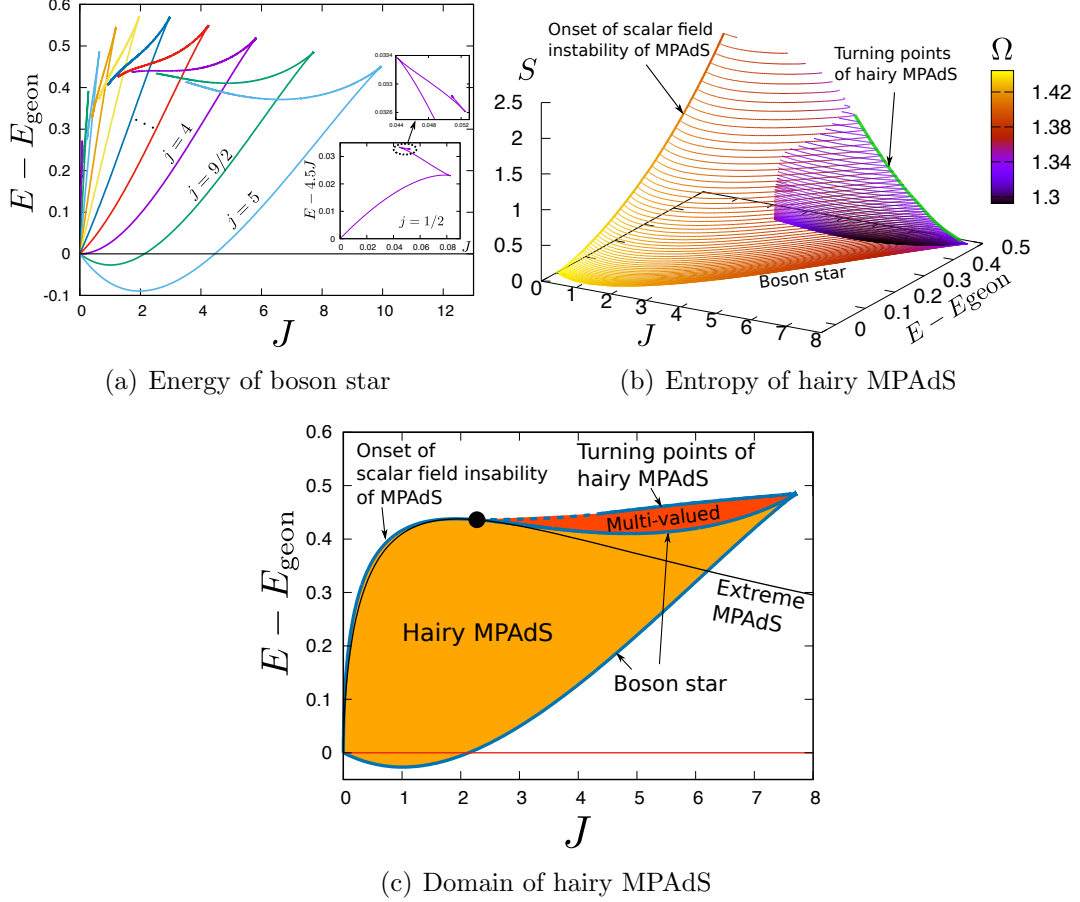 E − E_geon
0.6
0.5
0.4
0.3
0.2
0.1
0
-0.1
0 2 4 6 8 10 12
J
. . .
j = 4
j = 9/2
j = 5
0.0334
0.033
0.0326
0.044 0.048 0.052
E − 4.5J
0.03
0.02
0.01
0
0 0.02 0.04 0.06 0.08 J
j = 1/2
(a) Energy of boson star
Onset of scalar field
instability of MPAdS
Turning points
of hairy MPAdS
Ω
1.42
1.38
1.34
1.3
S
2.5
2
1.5
1
0.5
0
0 1 2 3 4 5 6 7 8
J
0 0.1 0.2 0.3 0.4 0.5
E − Egeon
Boson star
(b) Entropy of hairy MPAdS
E − E_geon
0.6
0.5
0.4
0.3
0.2
0.1
0
0 1 2 3 4 5 6 7 8
J
Onset of
scalar field insability
of MPAdS
Turning points of
hairy MPAdS
Multi-valued
Hairy MPAdS
Extreme
MPAdS
Boson star
(c) Domain of hairy MPAdS